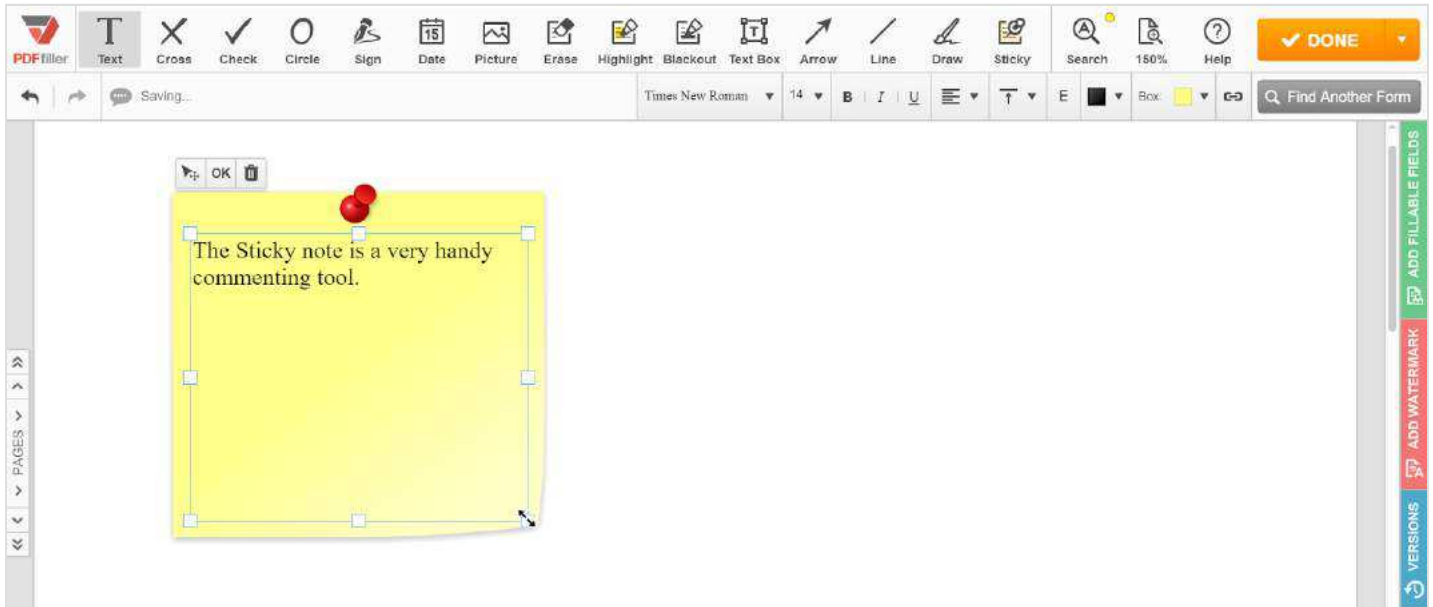 PDFfiller
Text
Cross
Check
Circle
Sign
15
Date
Picture
Erase
Highlight
Blackout
T
Text Box
Arrow
Line
Draw
Sticky
Search
150%
Help
DONE
Saving...
Times New Roman
14
B
I
U
E
Box:
Find Another Form
OK
The Sticky note is a very handy
commenting tool.
PAGES
ADD FILLABLE FIELDS
ADD WATERMARK
VERSIONS